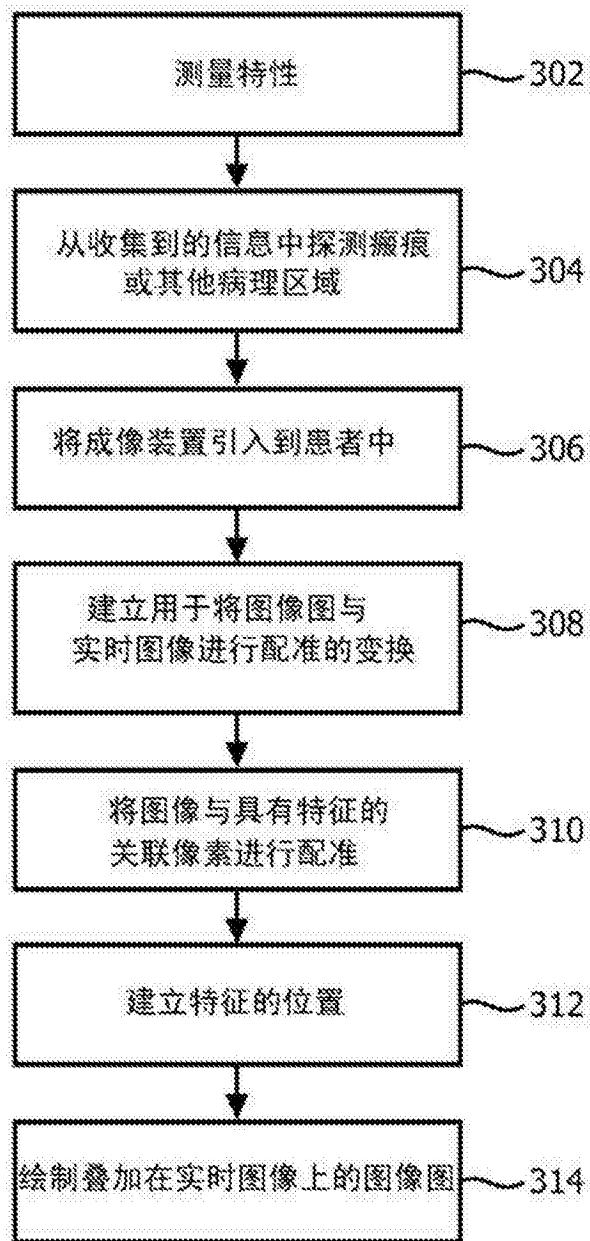 测量特性
302
从收集到的信息中探测瘢痕
或其他病理区域
304
将成像装置引入到患者中
306
建立用于将图像图与
实时图像进行配准的变换
308
将图像与具有特征的
关联像素进行配准
310
建立特征的位置
312
绘制叠加在实时图像上的图像图
314